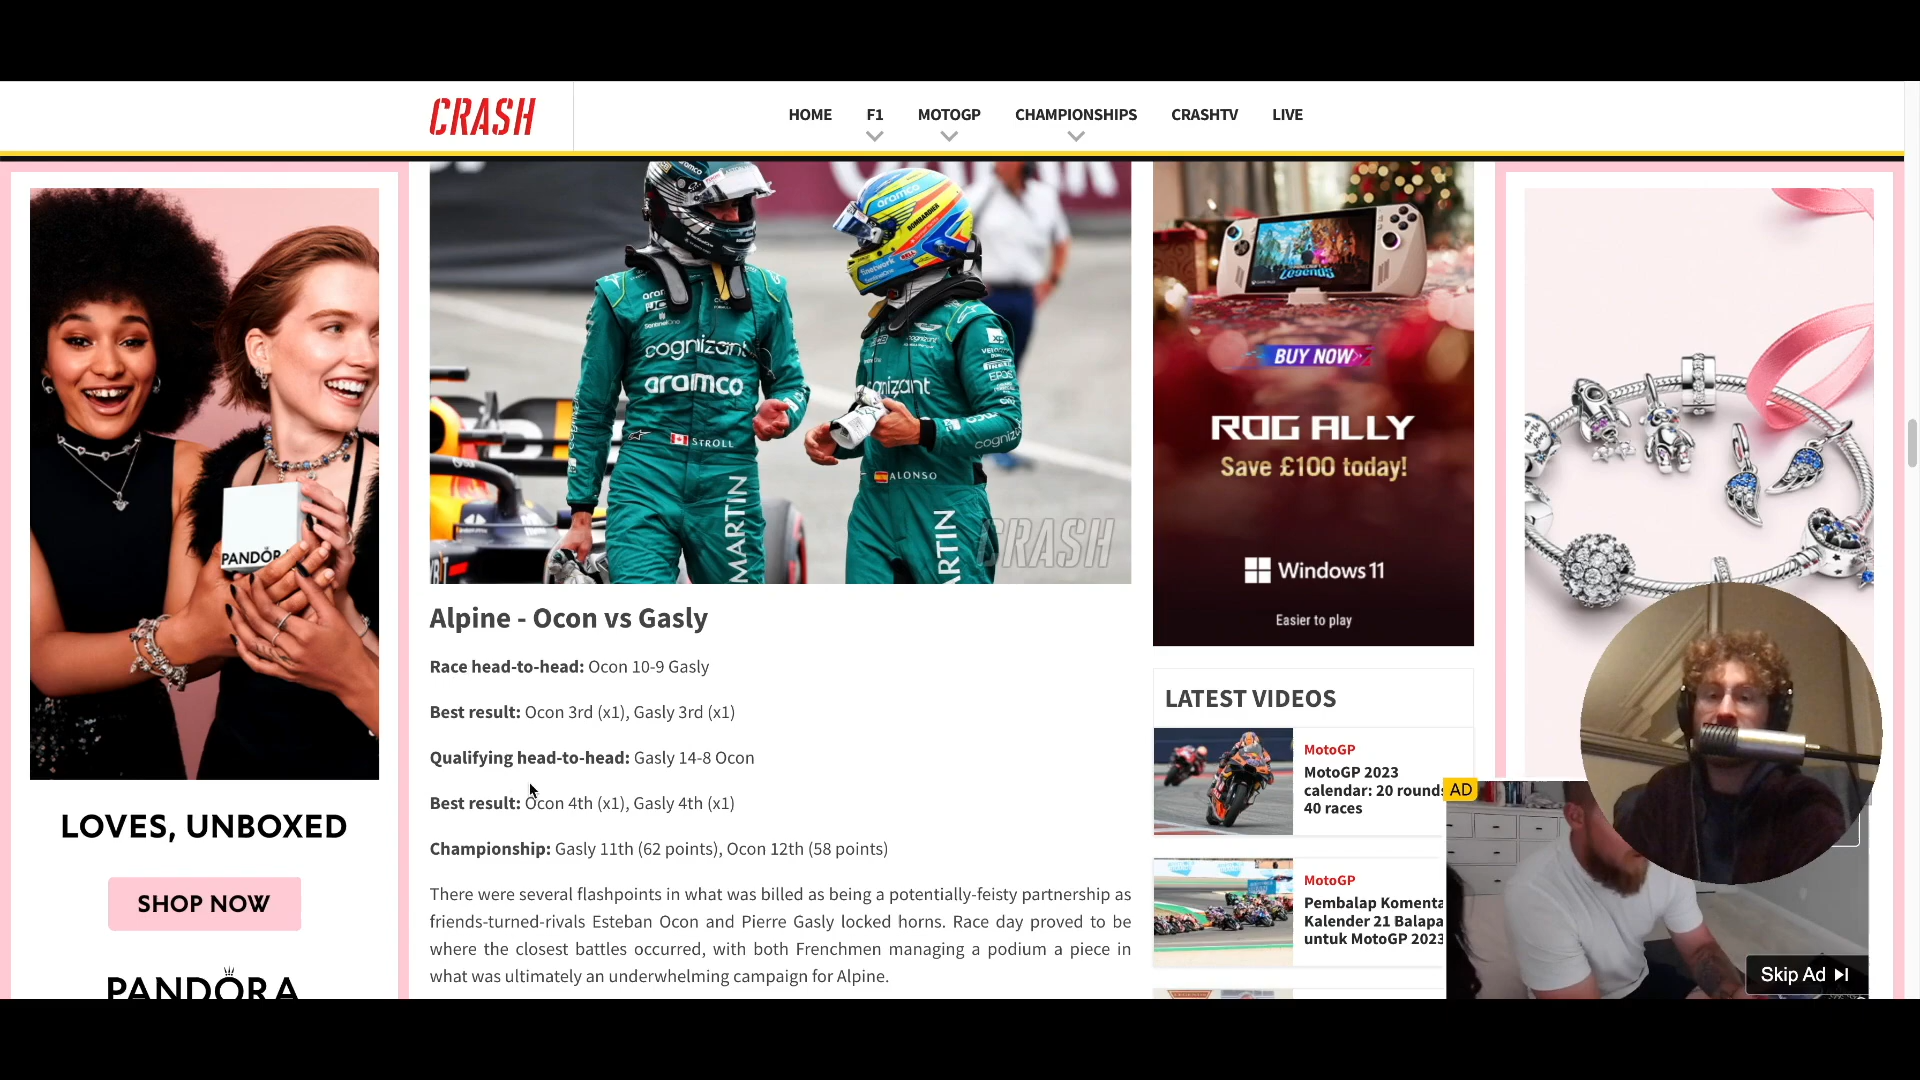 CRASH
HOME F1 MOTOGP CHAMPIONSHIPS CRASHTV LIVE
aramco
BOMBARDIER
cognizant
aramco
STROLL
MARTIN
cognizant
ALONSO
CRASH
PANDORA
LOVES, UNBOXED
SHOP NOW
PANDORA
Alpine - Ocon vs Gasly
Race head-to-head: Ocon 10-9 Gasly
Best result: Ocon 3rd (x1), Gasly 3rd (x1)
Qualifying head-to-head: Gasly 14-8 Ocon
Best result: Ocon 4th (x1), Gasly 4th (x1)
Championship: Gasly 11th (62 points), Ocon 12th (58 points)
There were several flashpoints in what was billed as being a potentially-feisty partnership as
friends-turned-rivals Esteban Ocon and Pierre Gasly locked horns. Race day proved to be
where the closest battles occurred, with both Frenchmen managing a podium a piece in
what was ultimately an underwhelming campaign for Alpine.
LEGENDS
BUY NOW
ROG ALLY
Save £100 today!
Windows 11
Easier to play
LATEST VIDEOS
MotoGP
MotoGP 2023
calendar: 20 rounds
40 races
MotoGP
Pembalap Komenta
Kalender 21 Balapa
untuk MotoGP 2023
AD
Skip Ad